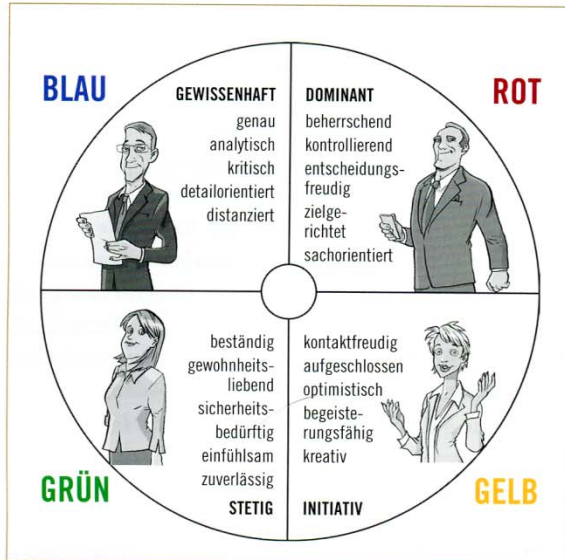 BLAU
GEWISSENHAFT
genau
analytisch
kritisch
detailorientiert
distanziert
DOMINANT
beherrschend
kontrollierend
entscheidungs-
freudig
zielge-
richtet
sachorientiert
ROT
beständig
gewohnheits-
liebend
sicherheits-
bedürftig
einfühlsam
zuverlässig
STETIG
GRÜN
kontaktfreudig
aufgeschlossen
optimistisch
begeiste-
rungsfähig
kreativ
INITIATIV
GELB